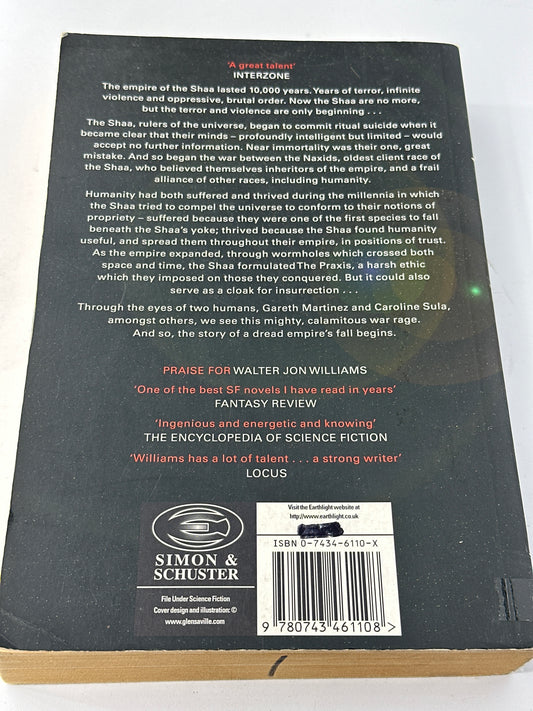 'A great talent'
INTERZONE
The empire of the Shaa lasted 10,000 years. Years of terror, infinite
violence and oppressive, brutal order. Now the Shaa are no more,
but the terror and violence are only beginning . . .
The Shaa, rulers of the universe, began to commit ritual suicide when it
became clear that their minds – profoundly intelligent but limited – would
accept no further information. Near immortality was their one, great
mistake. And so began the war between the Naxids, oldest client race of
the Shaa, who believed themselves inheritors of the empire, and a frail
alliance of other races, including humanity.
Humanity had both suffered and thrived during the millennia in which
the Shaa tried to compel the universe to conform to their notions of
propriety – suffered because they were one of the first species to fall
beneath the Shaa's yoke; thrived because the Shaa found humanity
useful, and spread them throughout their empire, in positions of trust.
As the empire expanded, through wormholes which crossed both
space and time, the Shaa formulated The Praxis, a harsh ethic
which they imposed on those they conquered. But it could also
serve as a cloak for insurrection . . .
Through the eyes of two humans, Gareth Martinez and Caroline Sula,
amongst others, we see this mighty, calamitous war rage.
And so, the story of a dread empire's fall begins.
PRAISE FOR WALTER JON WILLIAMS
'One of the best SF novels I have read in years'
FANTASY REVIEW
'Ingenious and energetic and knowing'
THE ENCYCLOPEDIA OF SCIENCE FICTION
'Williams has a lot of talent . . . a strong writer'
LOCUS
SIMON &
SCHUSTER
File Under Science Fiction
Cover design and illustration: ©
www.glensaville.com
Visit the Earthlight website at
http://www.earthlight.co.uk
ISBN 0-7434-6110-X
9 780743 461108 >